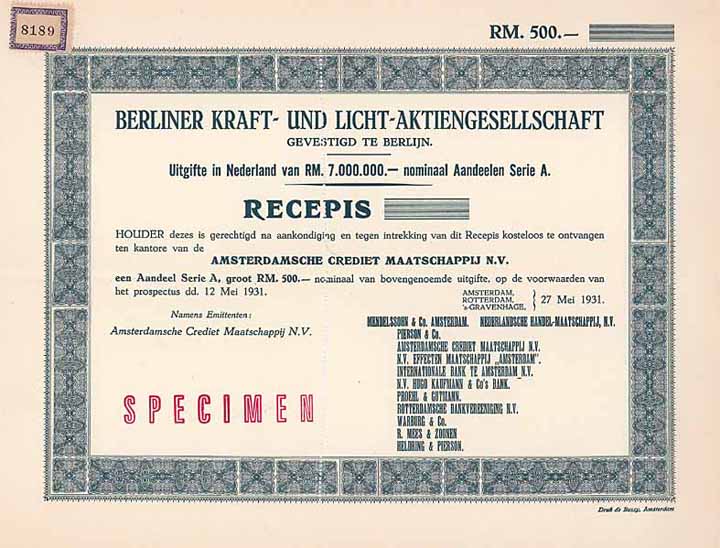 8189
RM. 500.—
BERLINER KRAFT- UND LICHT-AKTIENGESELLSCHAFT
GEVESTIGD TE BERLIJN.
Uitgifte in Nederland van RM. 7.000.000.— nominaal Aandeelen Serie A.
RECEPIS
HOUDER dezes is gerechtigd na aankondiging en tegen intrekking van dit Recepis kosteloos te ontvangen
ten kantore van de
AMSTERDAMSCHE CREDIET MAATSCHAPPIJ N.V.
een Aandeel Serie A, groot RM. 500.— nominaal van bovengenoemde uitgifte, op de voorwaarden van
het prospectus dd. 12 Mei 1931.
AMSTERDAM,
ROTTERDAM,
's-GRAVENHAGE,
27 Mei 1931.
Namens Emittenten:
Amsterdamsche Crediet Maatschappij N.V.
MENDELSSOHN & Co. AMSTERDAM. NEDERLANDSCHE HANDEL-MAATSCHAPPIJ, N.V.
PIERSON & Co.
AMSTERDAMSCHE CREDIET MAATSCHAPPIJ N.V.
N.V. EFFECTEN MAATSCHAPPIJ „AMSTERDAM".
INTERNATIONALE BANK TE AMSTERDAM N.V.
N.V. HUGO KAUFMANN & Co's BANK.
PROEHL & GUTMANN.
ROTTERDAMSCHE BANKVEREENIGING N.V.
WARBURG & Co.
R. MEES & ZOONEN
HELDRING & PIERSON.
SPECIMEN
Druk de Bussy, Amsterdam